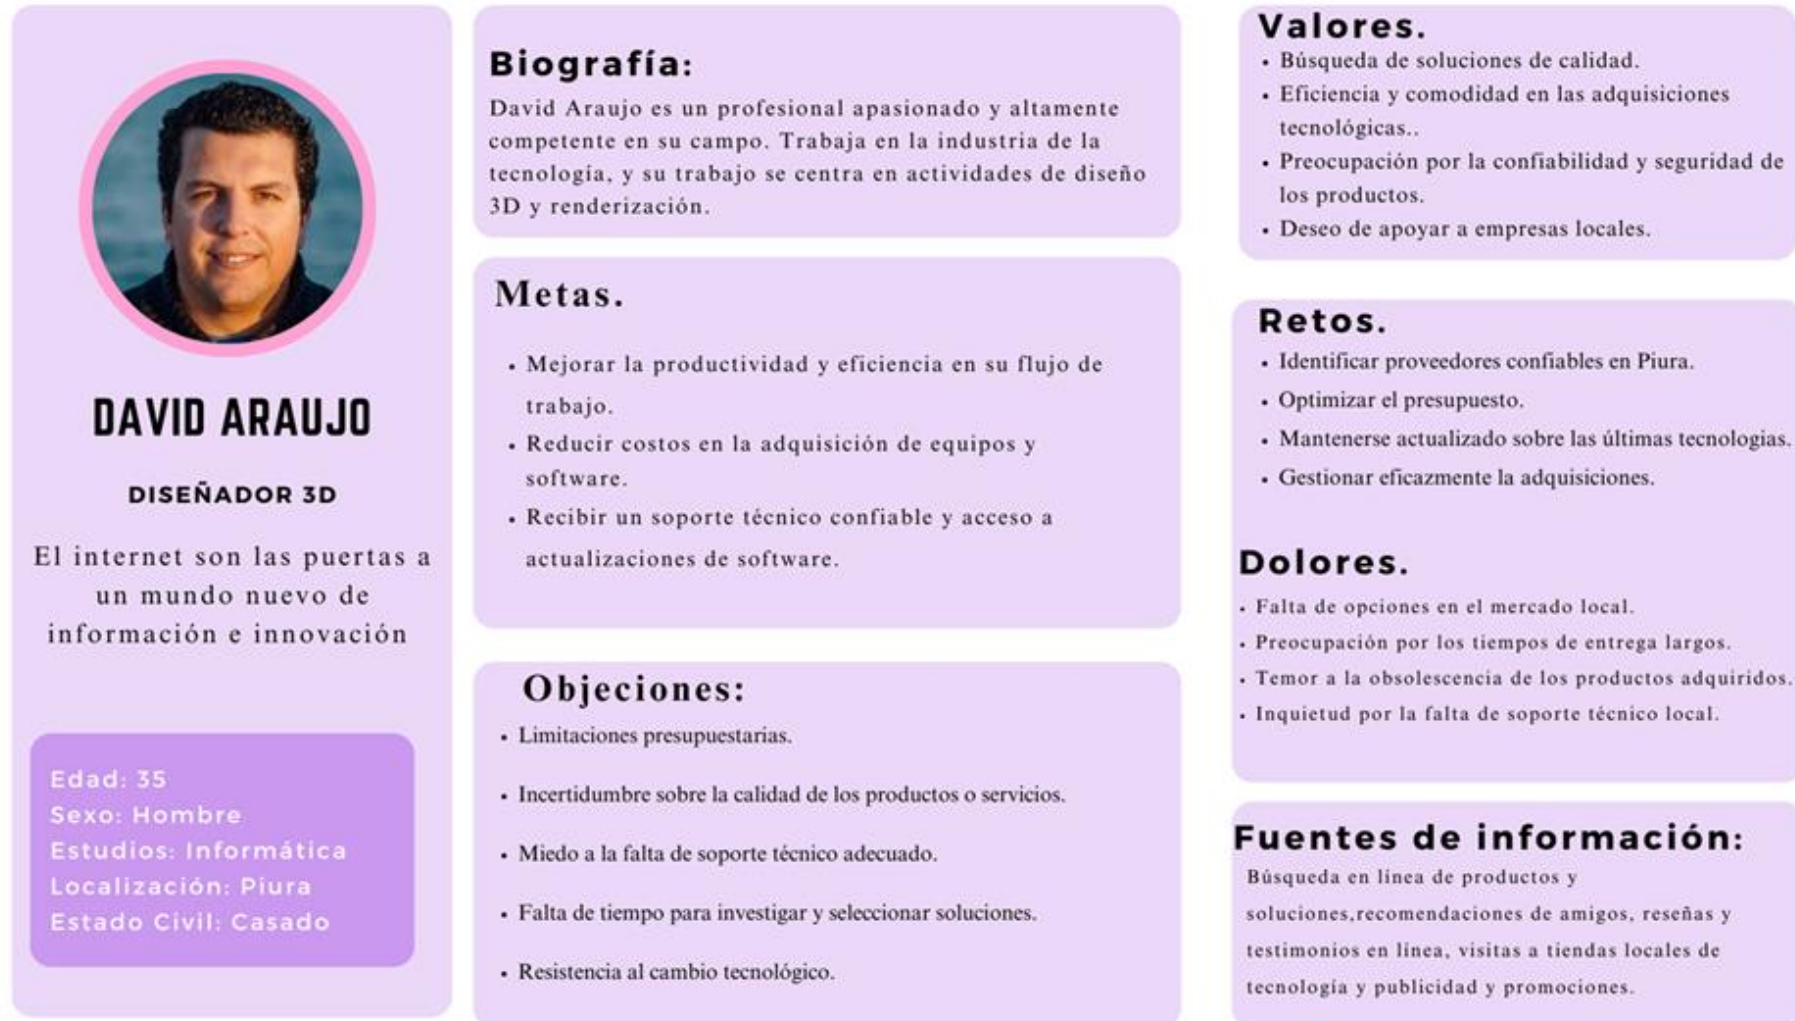 DAVID ARAUJO
DISEÑADOR 3D
El internet son las puertas a
un mundo nuevo de
información e innovación
Edad: 35
Sexo: Hombre
Estudios: Informática
Localización: Piura
Estado Civil: Casado
Biografía:
David Araujo es un profesional apasionado y altamente
competente en su campo. Trabaja en la industria de la
tecnología, y su trabajo se centra en actividades de diseño
3D y renderización.
Metas.
• Mejorar la productividad y eficiencia en su flujo de
trabajo.
• Reducir costos en la adquisición de equipos y
software.
• Recibir un soporte técnico confiable y acceso a
actualizaciones de software.
Objeciones:
• Limitaciones presupuestarias.
• Incertidumbre sobre la calidad de los productos o servicios.
• Miedo a la falta de soporte técnico adecuado.
• Falta de tiempo para investigar y seleccionar soluciones.
• Resistencia al cambio tecnológico.
Valores.
• Búsqueda de soluciones de calidad.
• Eficiencia y comodidad en las adquisiciones
tecnológicas..
• Preocupación por la confiabilidad y seguridad de
los productos.
• Deseo de apoyar a empresas locales.
Retos.
• Identificar proveedores confiables en Piura.
• Optimizar el presupuesto.
• Mantenerse actualizado sobre las últimas tecnologias.
• Gestionar eficazmente la adquisiciones.
Dolores.
• Falta de opciones en el mercado local.
• Preocupación por los tiempos de entrega largos.
• Temor a la obsolescencia de los productos adquiridos.
• Inquietud por la falta de soporte técnico local.
Fuentes de información:
Búsqueda en línea de productos y
soluciones,recomendaciones de amigos, reseñas y
testimonios en línea, visitas a tiendas locales de
tecnología y publicidad y promociones.